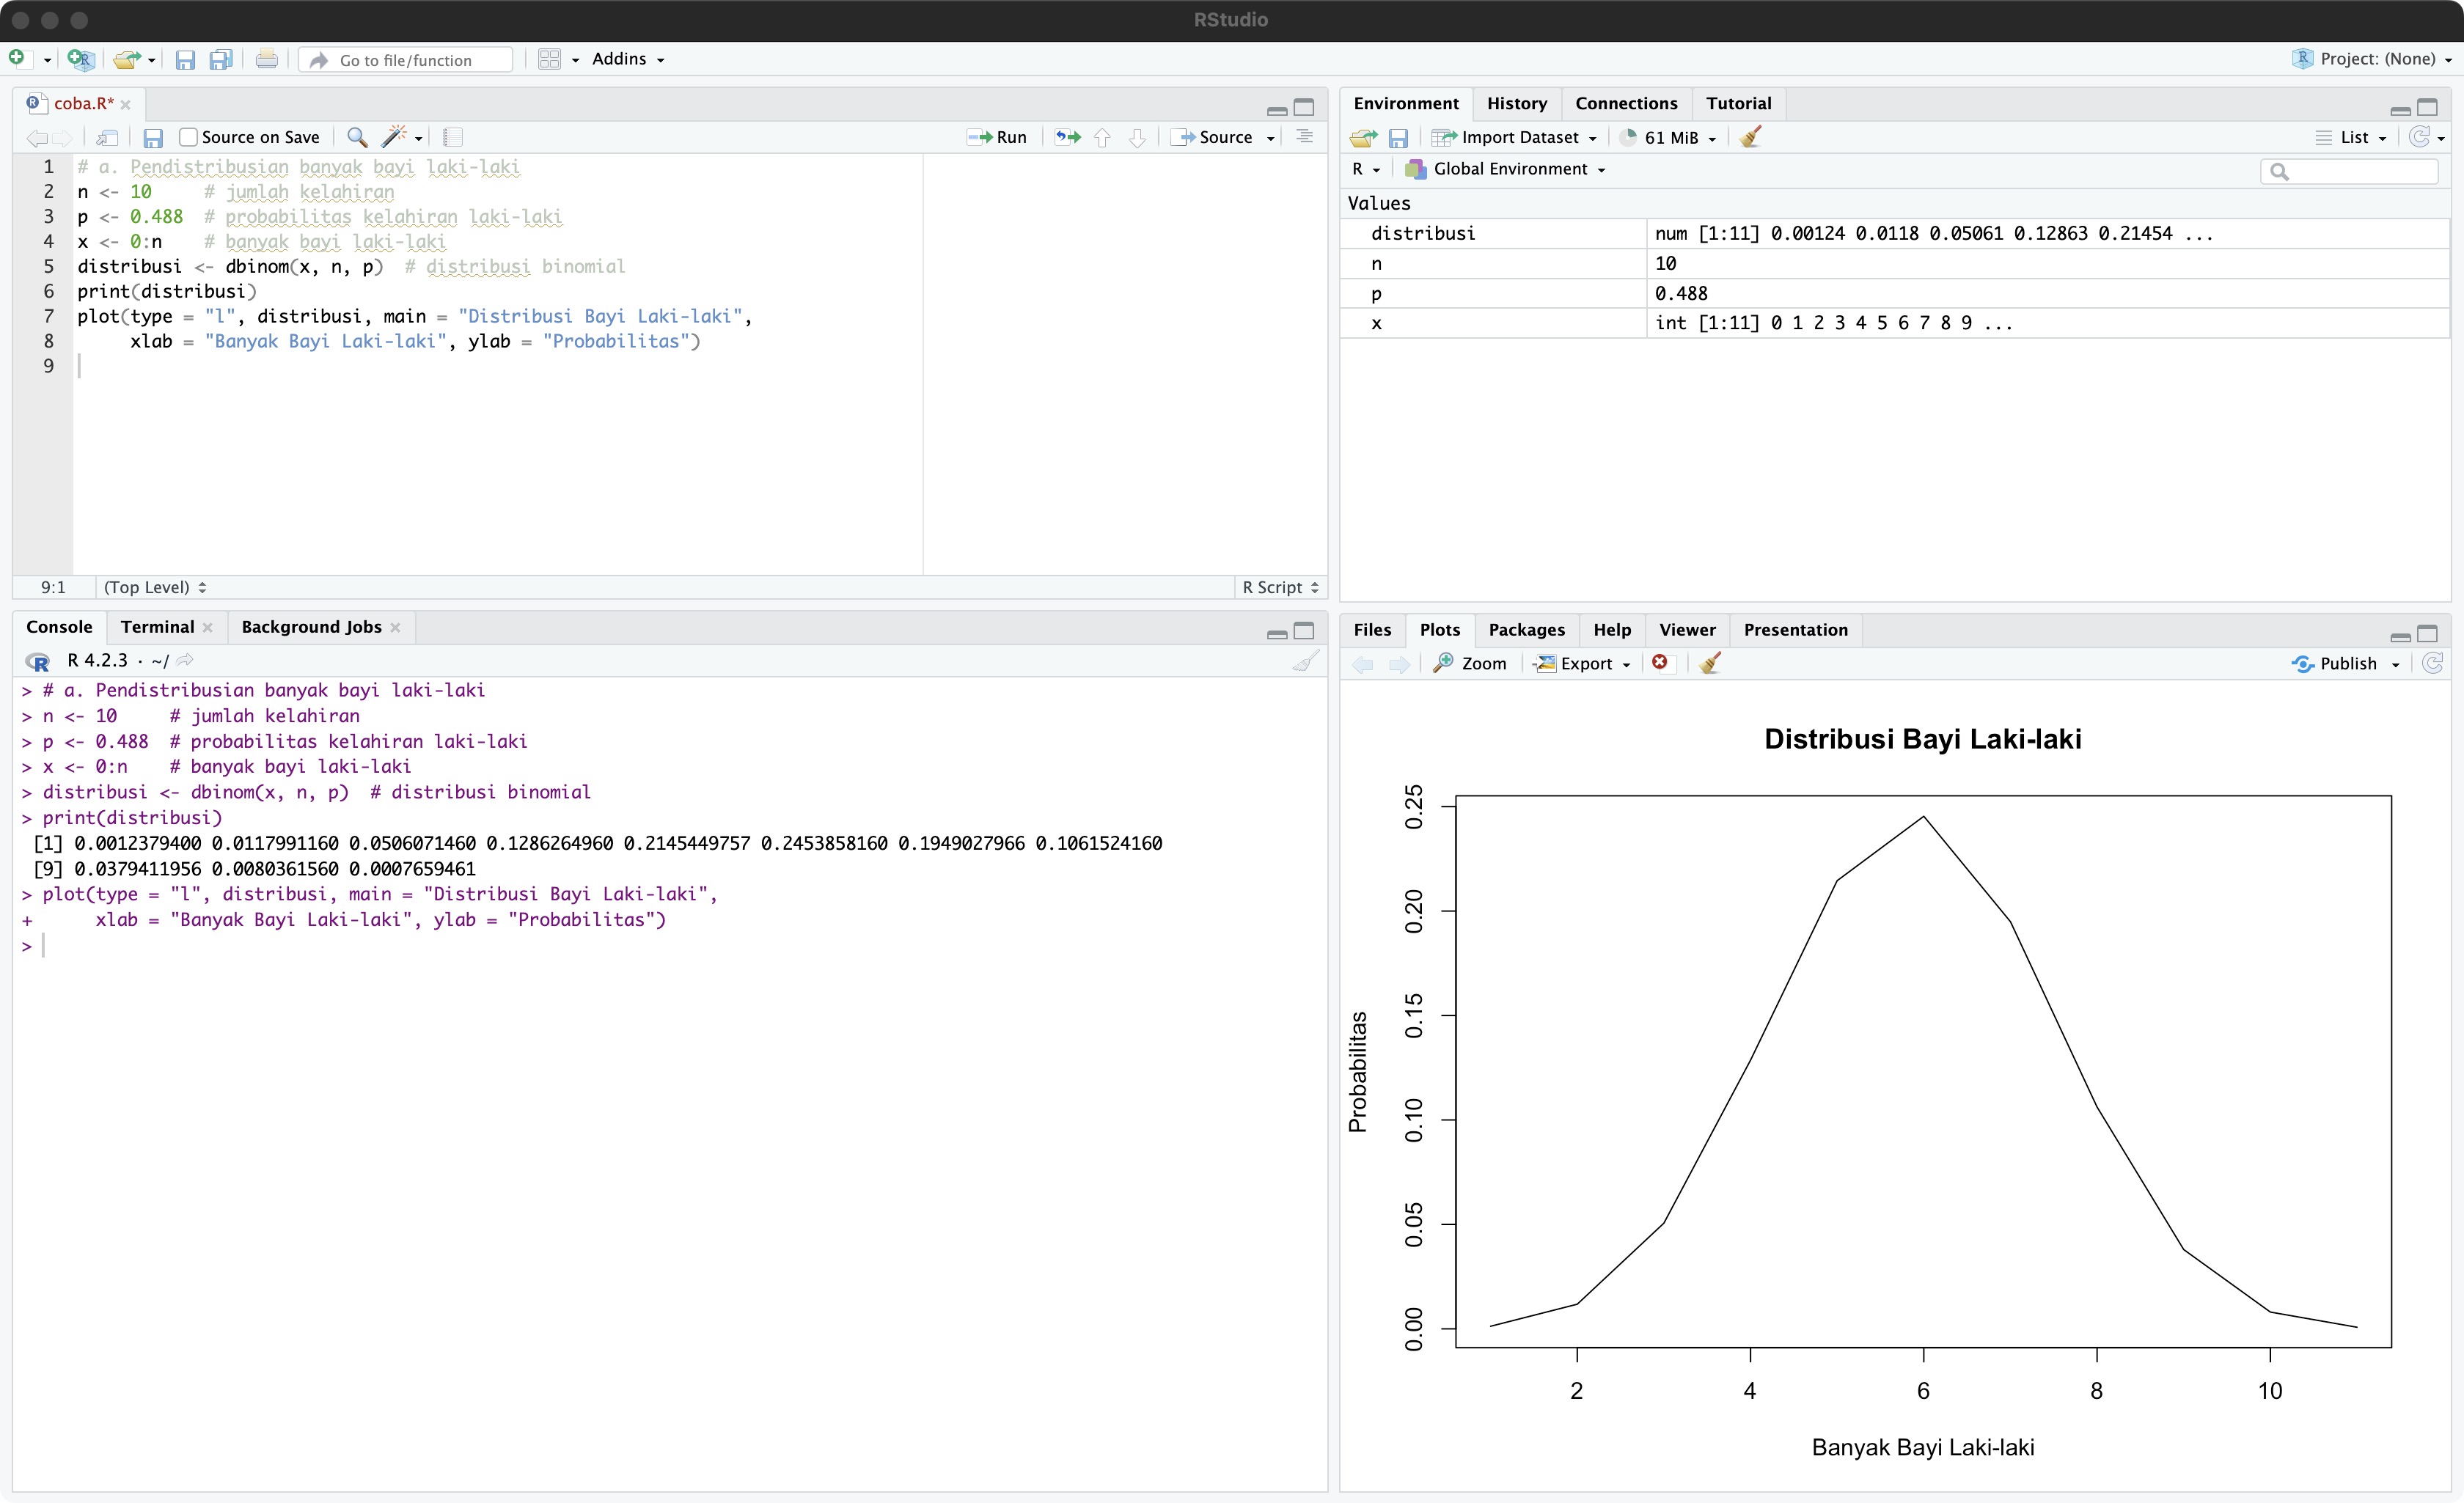 RStudio
Go to file/function
Addins
Project: (None)
coba.R*
Source on Save
Run
Source
1 # a. Pendistribusian banyak bayi laki-laki
2 n <- 10     # jumlah kelahiran
3 p <- 0.488  # probabilitas kelahiran laki-laki
4 x <- 0:n    # banyak bayi laki-laki
5 distribusi <- dbinom(x, n, p)  # distribusi binomial
6 print(distribusi)
7 plot(type = "l", distribusi, main = "Distribusi Bayi Laki-laki",
8      xlab = "Banyak Bayi Laki-laki", ylab = "Probabilitas")
9
9:1 (Top Level) R Script
Console Terminal Background Jobs
R 4.2.3 · ~/
> # a. Pendistribusian banyak bayi laki-laki
> n <- 10     # jumlah kelahiran
> p <- 0.488  # probabilitas kelahiran laki-laki
> x <- 0:n    # banyak bayi laki-laki
> distribusi <- dbinom(x, n, p)  # distribusi binomial
> print(distribusi)
[1] 0.0012379400 0.0117991160 0.0506071460 0.1286264960 0.2145449757 0.2453858160 0.1949027966 0.1061524160
[9] 0.0379411956 0.0080361560 0.0007659461
> plot(type = "l", distribusi, main = "Distribusi Bayi Laki-laki",
+      xlab = "Banyak Bayi Laki-laki", ylab = "Probabilitas")
>
Environment History Connections Tutorial
Import Dataset 61 MiB List
R Global Environment
Values
distribusi num [1:11] 0.00124 0.0118 0.05061 0.12863 0.21454 ...
n 10
p 0.488
x int [1:11] 0 1 2 3 4 5 6 7 8 9 ...
Files Plots Packages Help Viewer Presentation
Zoom Export Publish
Distribusi Bayi Laki-laki
Probabilitas
0.25
0.20
0.15
0.10
0.05
0.00
2 4 6 8 10
Banyak Bayi Laki-laki